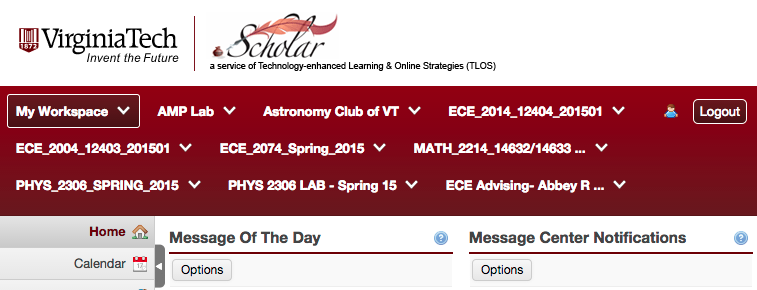 1872 VirginiaTech
Invent the Future
Scholar
a service of Technology-enhanced Learning & Online Strategies (TLOS)
My Workspace AMP Lab Astronomy Club of VT ECE_2014_12404_201501 Logout
ECE_2004_12403_201501 ECE_2074_Spring_2015 MATH_2214_14632/14633 ...
PHYS_2306_SPRING_2015 PHYS 2306 LAB - Spring 15 ECE Advising- Abbey R ...
Home Message Of The Day ? Message Center Notifications ?
Calendar Options Options